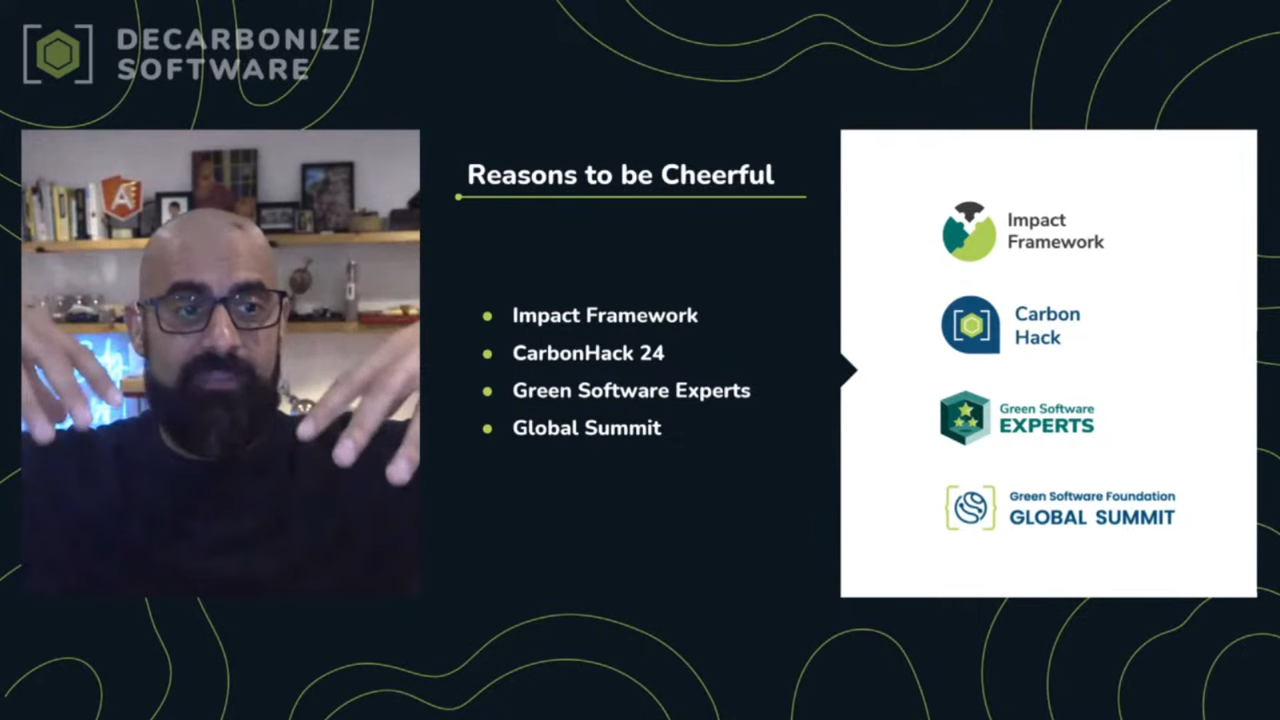 DECARBONIZE
SOFTWARE
Reasons to be Cheerful
Impact Framework
CarbonHack 24
Green Software Experts
Global Summit
Impact
Framework
Carbon
Hack
Green Software
EXPERTS
Green Software Foundation
GLOBAL SUMMIT
A